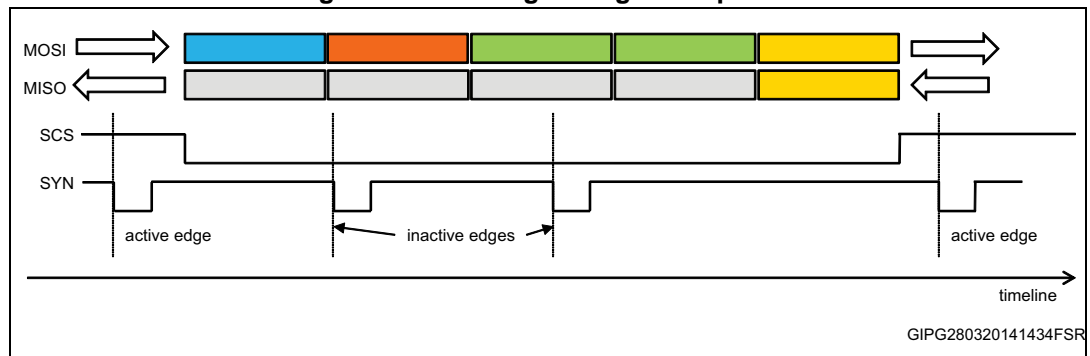 MOSI
MISO
SCS
SYN
active edge
inactive edges
active edge
timeline
GIPG280320141434FSR